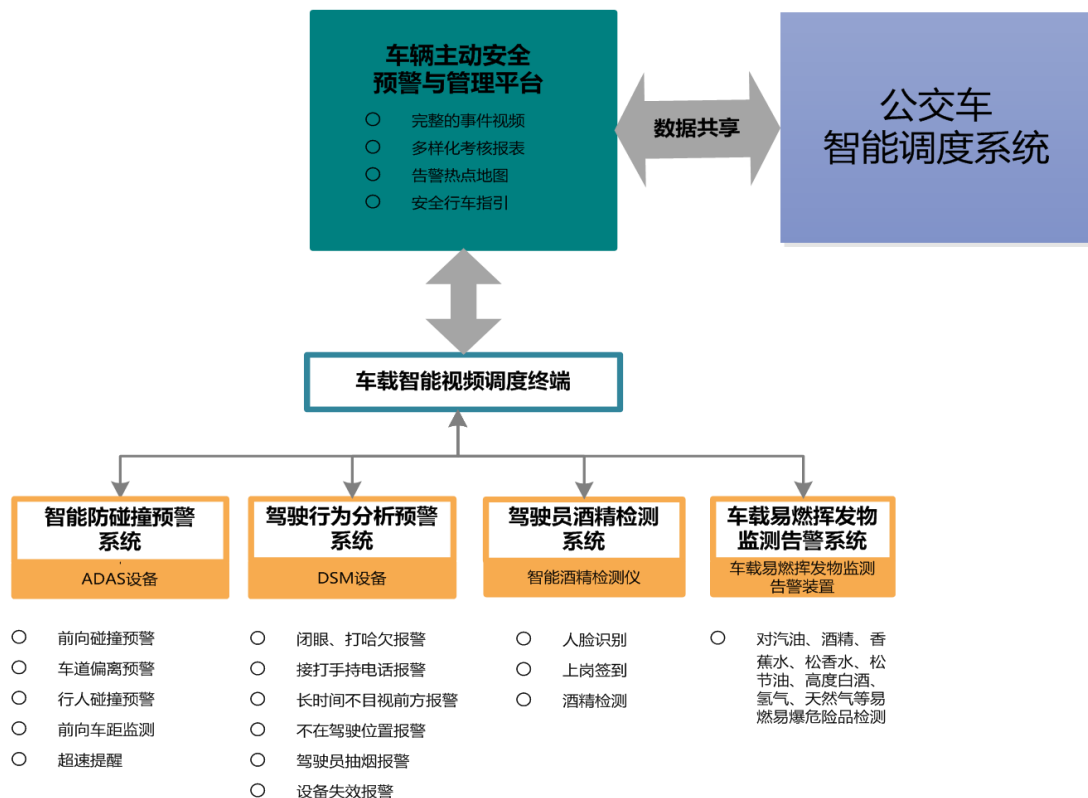 车辆主动安全
预警与管理平台
完整的事件视频
多样化考核报表
告警热点地图
安全行车指引
数据共享
公交车
智能调度系统
车载智能视频调度终端
智能防碰撞预警
系统
ADAS设备
前向碰撞预警
车道偏离预警
行人碰撞预警
前向车距监测
超速提醒
驾驶行为分析预警
系统
DSM设备
闭眼、打哈欠报警
接打手持电话报警
长时间不目视前方报警
不在驾驶位置报警
驾驶员抽烟报警
设备失效报警
驾驶员酒精检测
系统
智能酒精检测仪
人脸识别
上岗签到
酒精检测
车载易燃挥发物
监测告警系统
车载易燃挥发物监测
告警装置
对汽油、酒精、香
蕉水、松香水、松
节油、高度白酒、
氢气、天然气等易
燃易爆危险品检测